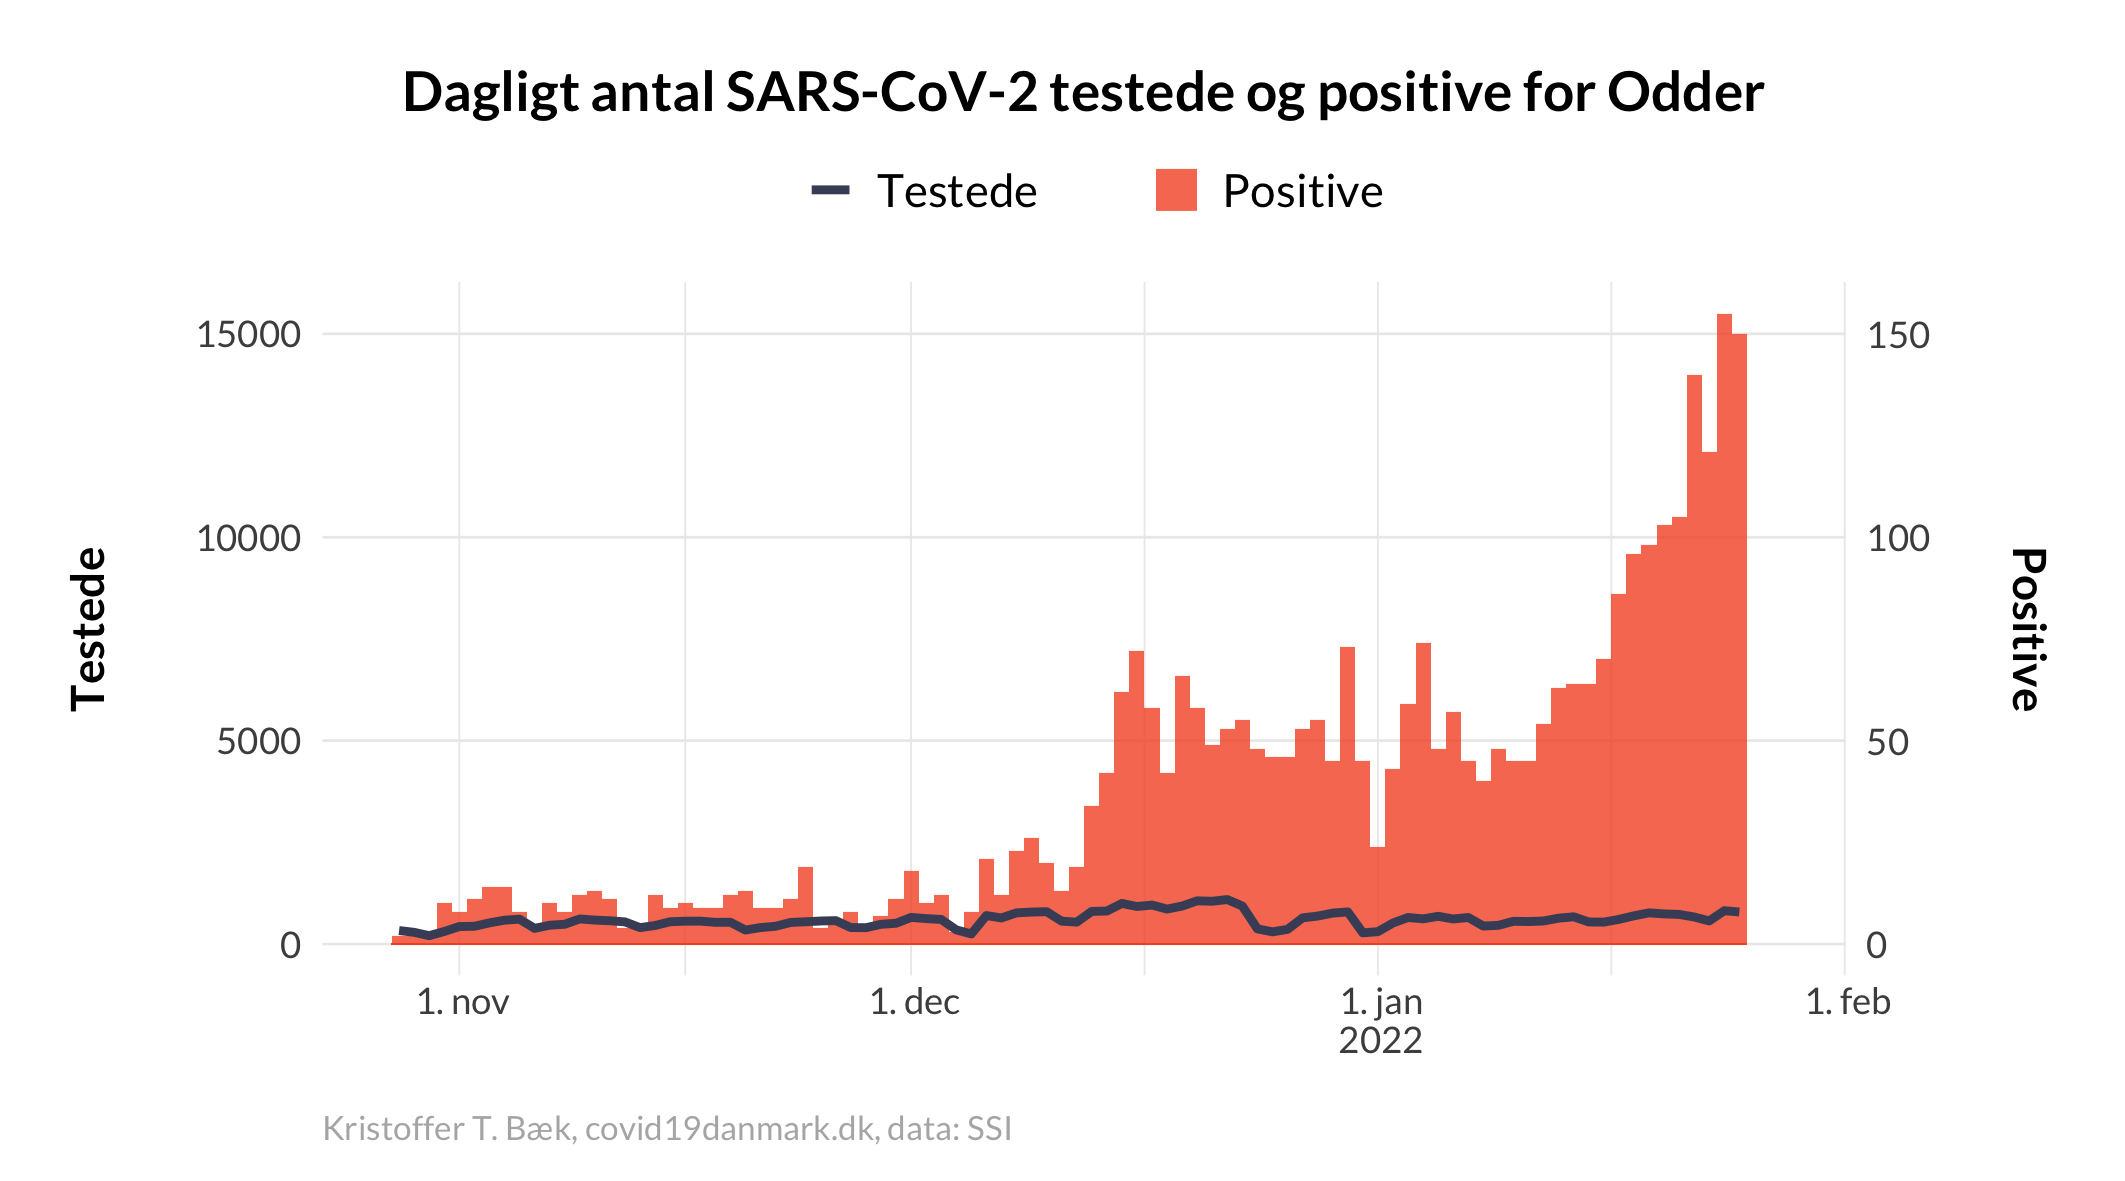 Dagligt antal SARS-CoV-2 testede og positive for Odder
Testede
Positive
15000
10000
5000
0
Testede
150
100
50
0
Positive
1. nov
1. dec
1. jan
2022
1. feb
Kristoffer T. Bæk, covid19danmark.dk, data: SSI